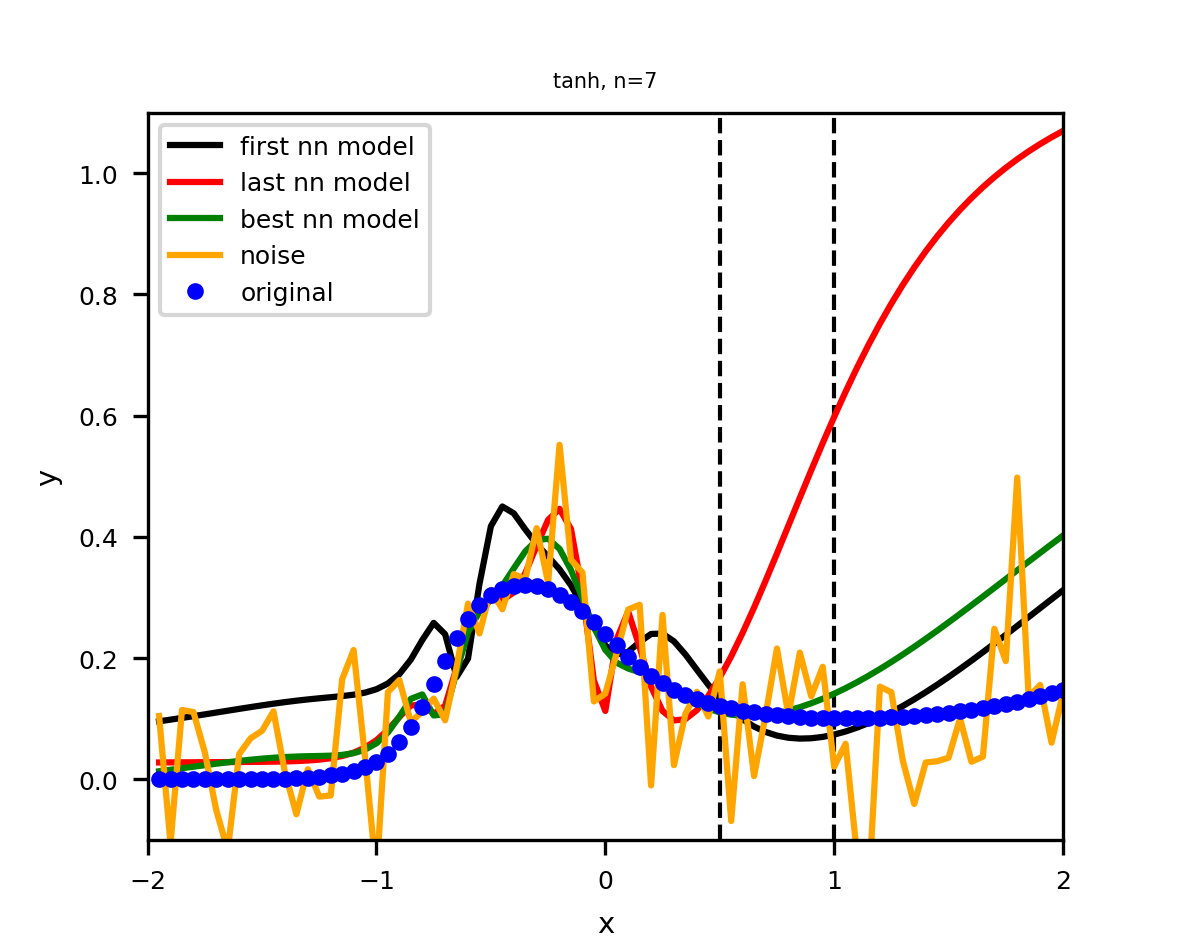 tanh, n=7
first nn model
last nn model
best nn model
noise
original
1.0
0.8
0.6
0.4
0.2
0.0
y
−2 −1 0 1 2
x